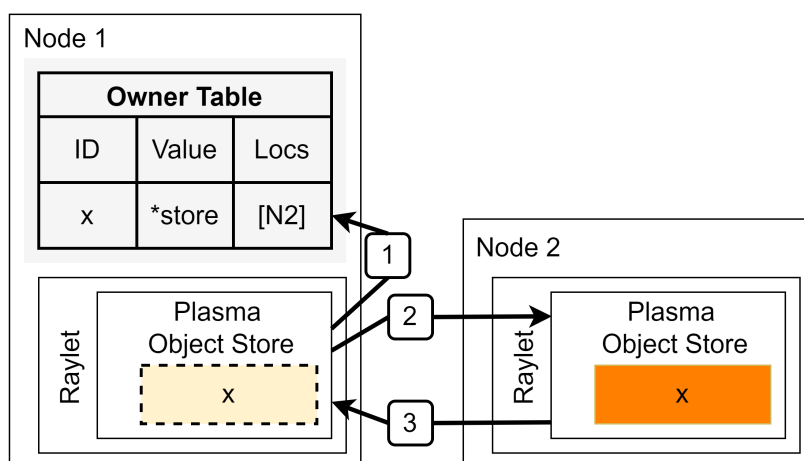 Node 1
Owner Table
ID Value Locs
x *store [N2]
1
Node 2
Raylet
Plasma
Object Store
x
2
3
Raylet
Plasma
Object Store
x